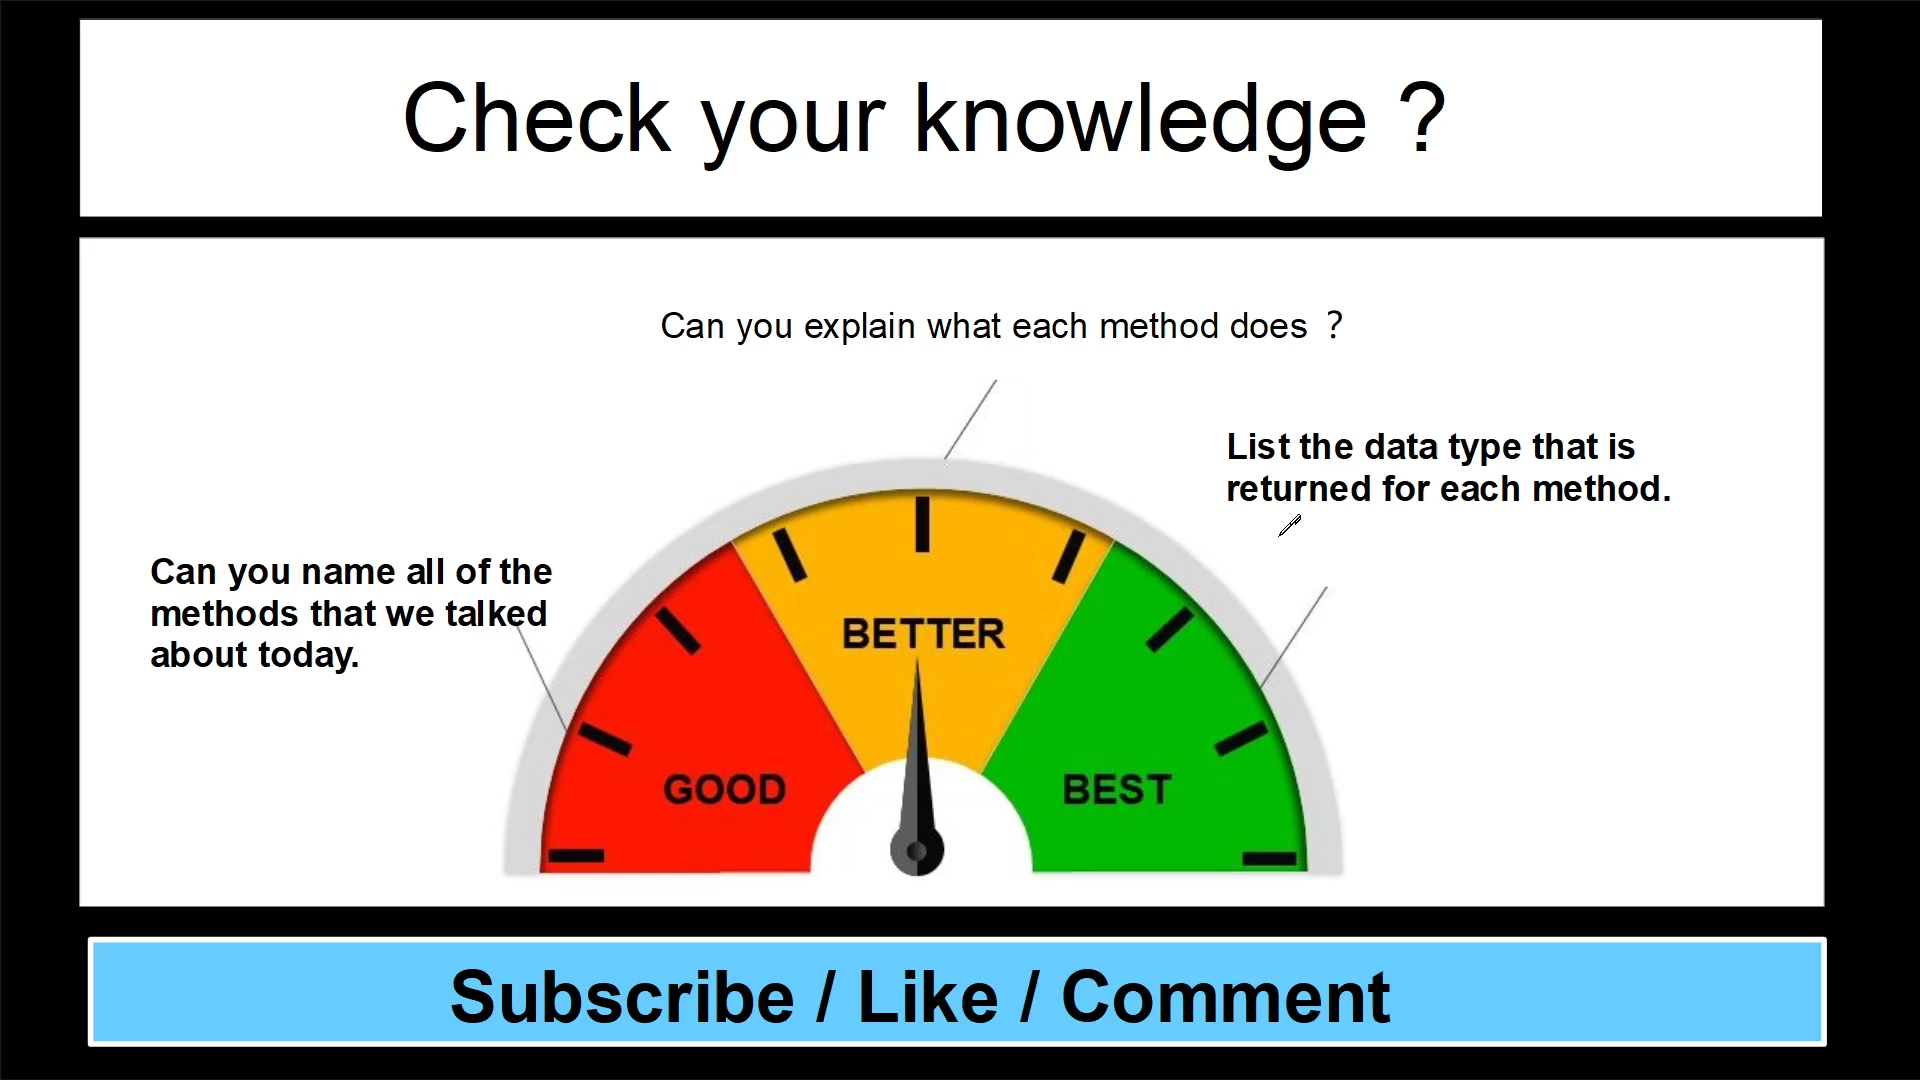 Check your knowledge ?
Can you explain what each method does ?
List the data type that is
returned for each method.
Can you name all of the
methods that we talked
about today.
BETTER
GOOD
BEST
Subscribe / Like / Comment